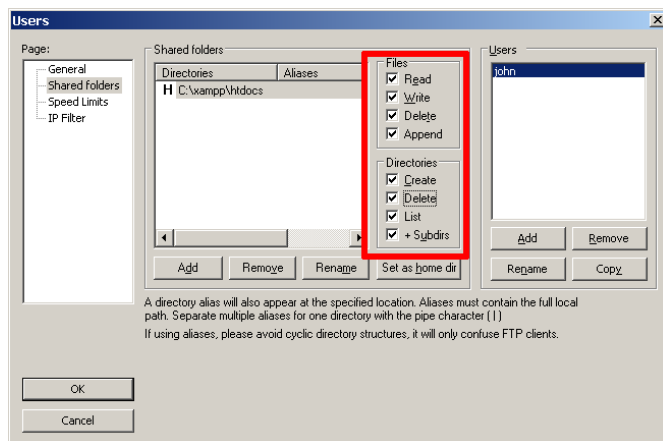 Users
Page:
General
Shared folders
Speed Limits
IP Filter
Shared folders
Directories Aliases
H C:\xampp\htdocs
Files
Read
Write
Delete
Append
Directories
Create
Delete
List
+ Subdirs
Add Remove Rename Set as home dir
Users
john
Add Remove
Rename Copy
A directory alias will also appear at the specified location. Aliases must contain the full local
path. Separate multiple aliases for one directory with the pipe character ( | )
If using aliases, please avoid cyclic directory structures, it will only confuse FTP clients.
OK
Cancel